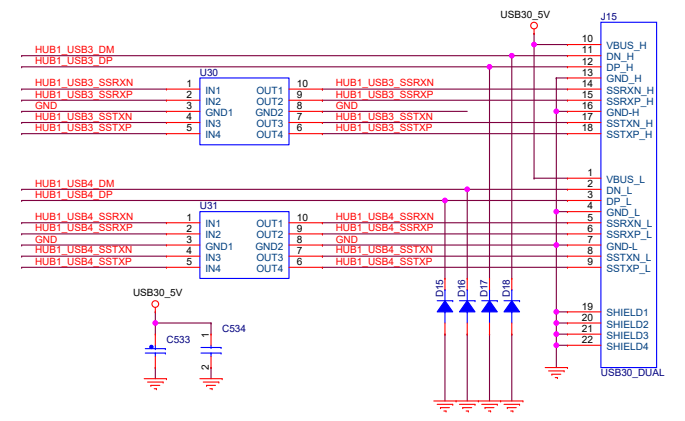 USB30_5V
J15
HUB1_USB3_DM
HUB1_USB3_DP
10 VBUS_H
11 DN_H
12 DP_H
13 GND_H
14 SSRXN_H
15 SSRXP_H
16 GND-H
17 SSTXN_H
18 SSTXP_H
U30
HUB1_USB3_SSRXN 1 IN1 OUT1 10 HUB1_USB3_SSRXN
HUB1_USB3_SSRXP 2 IN2 OUT2 9 HUB1_USB3_SSRXP
GND 3 GND1 GND2 8 GND
HUB1_USB3_SSTXN 4 IN3 OUT3 7 HUB1_USB3_SSTXN
HUB1_USB3_SSTXP 5 IN4 OUT4 6 HUB1_USB3_SSTXP
HUB1_USB4_DM
HUB1_USB4_DP
1 VBUS_L
2 DN_L
3 DP_L
4 GND_L
5 SSRXN_L
6 SSRXP_L
7 GND-L
8 SSTXN_L
9 SSTXP_L
U31
HUB1_USB4_SSRXN 1 IN1 OUT1 10 HUB1_USB4_SSRXN
HUB1_USB4_SSRXP 2 IN2 OUT2 9 HUB1_USB4_SSRXP
GND 3 GND1 GND2 8 GND
HUB1_USB4_SSTXN 4 IN3 OUT3 7 HUB1_USB4_SSTXN
HUB1_USB4_SSTXP 5 IN4 OUT4 6 HUB1_USB4_SSTXP
D15 D16 D17 D18
USB30_5V
C533
1 C534
2
19 SHIELD1
20 SHIELD2
21 SHIELD3
22 SHIELD4
USB30_DUAL